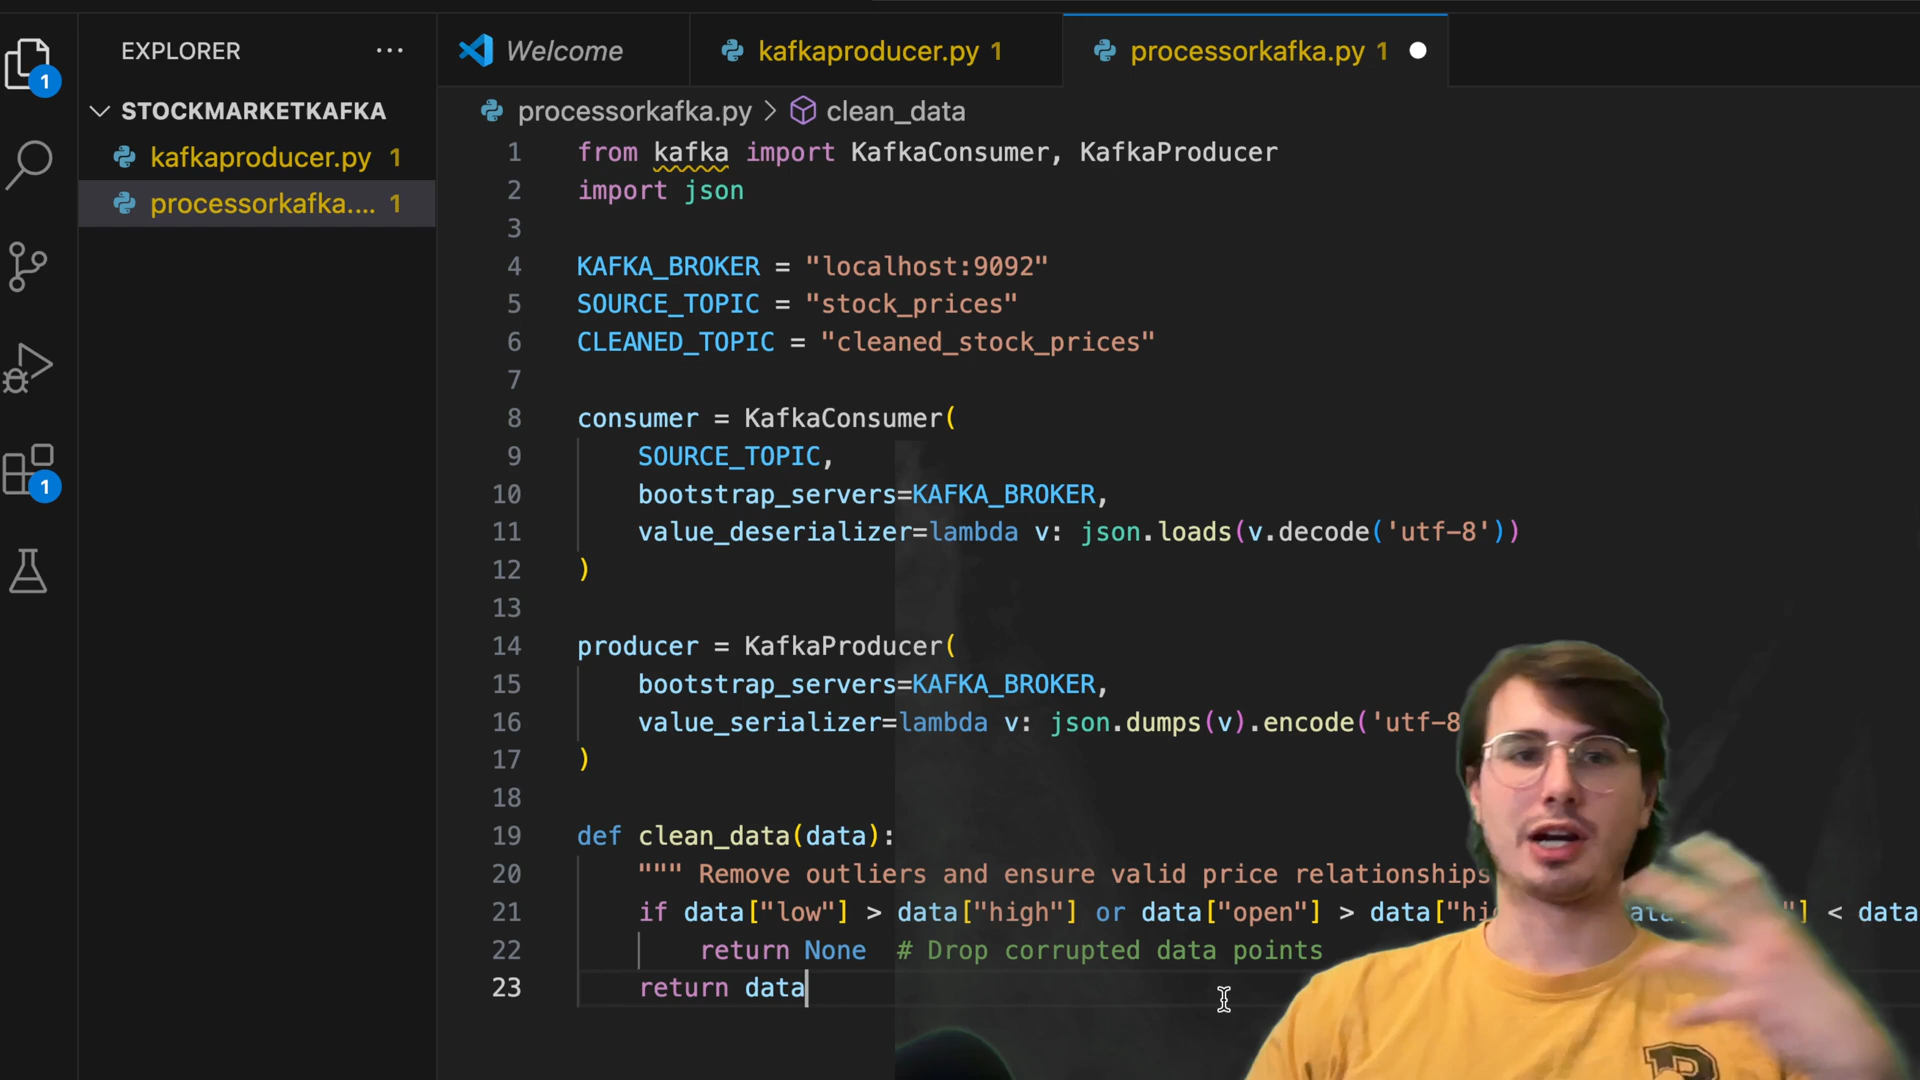 EXPLORER
STOCKMARKETKAFKA
kafkaproducer.py 1
processorkafka.... 1
1
1
Welcome
kafkaproducer.py 1
processorkafka.py 1
processorkafka.py > clean_data
1 from kafka import KafkaConsumer, KafkaProducer
2 import json
3
4 KAFKA_BROKER = "localhost:9092"
5 SOURCE_TOPIC = "stock_prices"
6 CLEANED_TOPIC = "cleaned_stock_prices"
7
8 consumer = KafkaConsumer(
9 SOURCE_TOPIC,
10 bootstrap_servers=KAFKA_BROKER,
11 value_deserializer=lambda v: json.loads(v.decode('utf-8'))
12 )
13
14 producer = KafkaProducer(
15 bootstrap_servers=KAFKA_BROKER,
16 value_serializer=lambda v: json.dumps(v).encode('utf-8
17 )
18
19 def clean_data(data):
20 """ Remove outliers and ensure valid price relationships
21 if data["low"] > data["high"] or data["open"] > data["hi "] < data
22 return None # Drop corrupted data points
23 return data